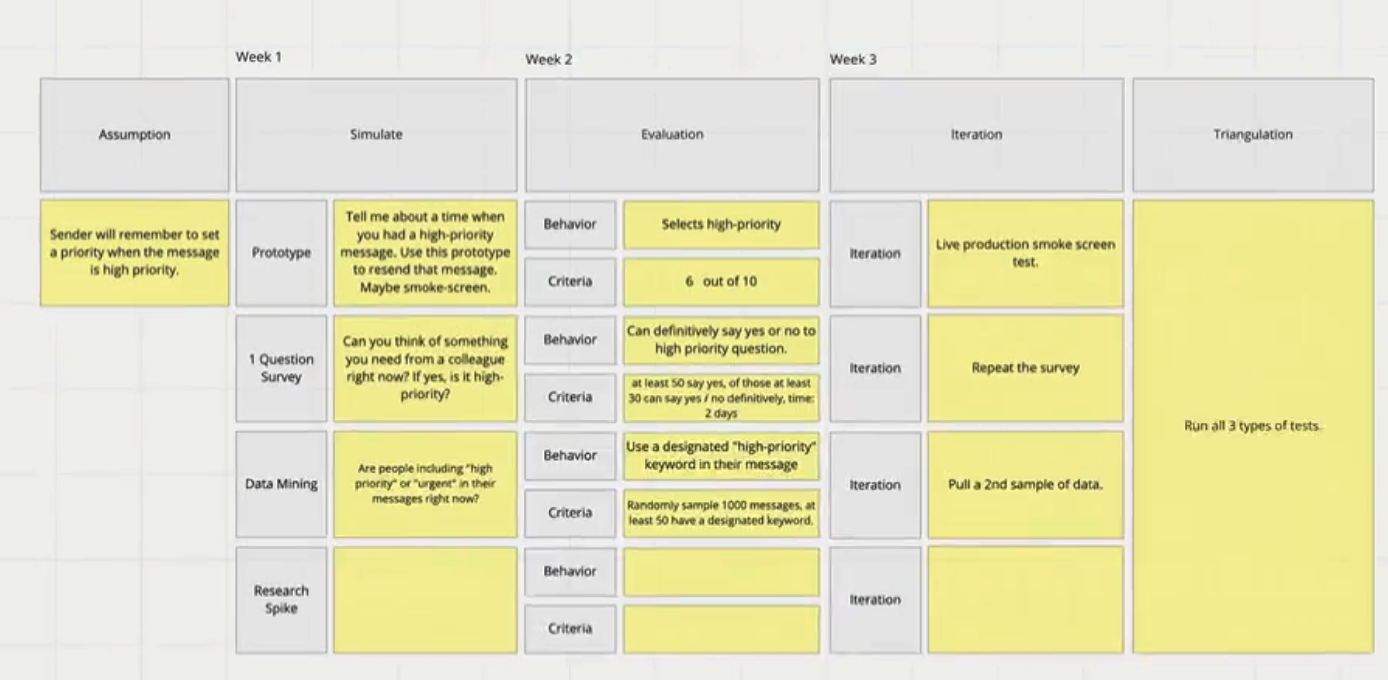 Week 1
Week 2
Week 3
Assumption
Simulate
Evaluation
Iteration
Triangulation
Sender will remember to set
a priority when the message
is high priority.
Prototype
Tell me about a time when
you had a high-priority
message. Use this prototype
to resend that message.
Maybe smoke-screen.
Behavior
Selects high-priority
Criteria
6 out of 10
Iteration
Live production smoke screen
test.
1 Question
Survey
Can you think of something
you need from a colleague
right now? If yes, is it high-
priority?
Behavior
Can definitively say yes or no to
high priority question.
Criteria
at least 50 say yes, of those at least
30 can say yes / no definitively, time:
2 days
Iteration
Repeat the survey
Data Mining
Are people including "high
priority" or "urgent" in their
messages right now?
Behavior
Use a designated "high-priority"
keyword in their message
Criteria
Randomly sample 1000 messages, at
least 50 have a designated keyword.
Iteration
Pull a 2nd sample of data.
Research
Spike
Behavior
Criteria
Iteration
Run all 3 types of tests.